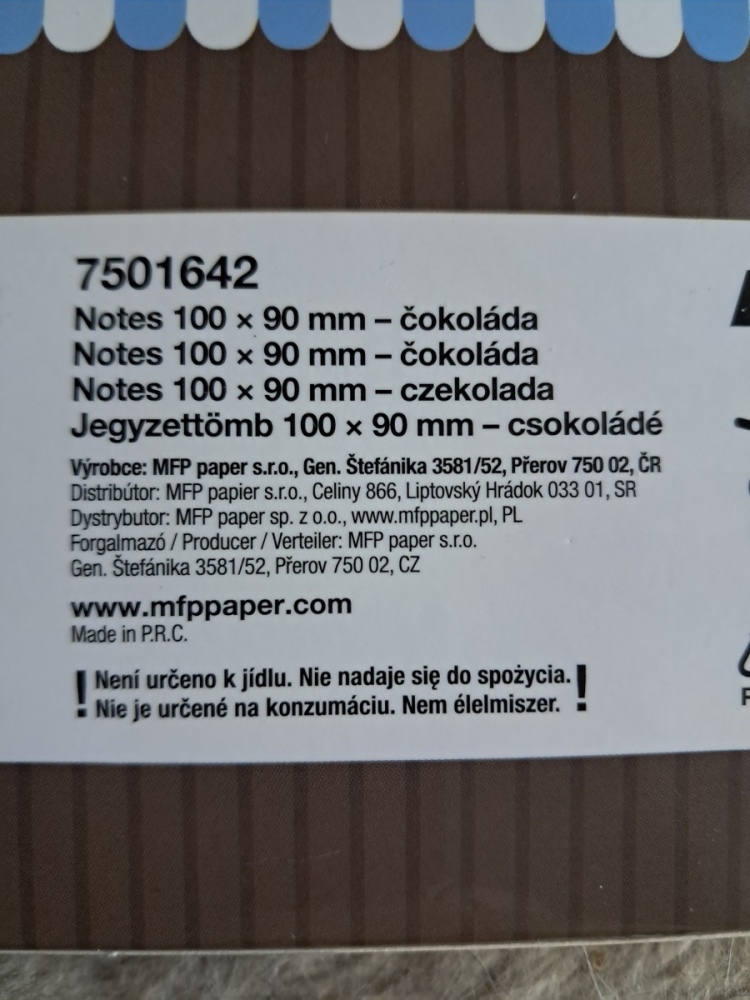 7501642
Notes 100 × 90 mm – čokoláda
Notes 100 × 90 mm – čokoláda
Notes 100 × 90 mm – czekolada
Jegyzettömb 100 × 90 mm – csokoládé
Výrobce: MFP paper s.r.o., Gen. Štefánika 3581/52, Přerov 750 02, ČR
Distribútor: MFP papier s.r.o., Celiny 866, Liptovský Hrádok 033 01, SR
Dystrybutor: MFP paper sp. z o.o., www.mfppaper.pl, PL
Forgalmazó / Producer / Verteiler: MFP paper s.r.o.
Gen. Štefánika 3581/52, Přerov 750 02, CZ
www.mfppaper.com
Made in P.R.C.
! Není určeno k jídlu. Nie nadaje się do spożycia. !
Nie je určené na konzumáciu. Nem élelmiszer.